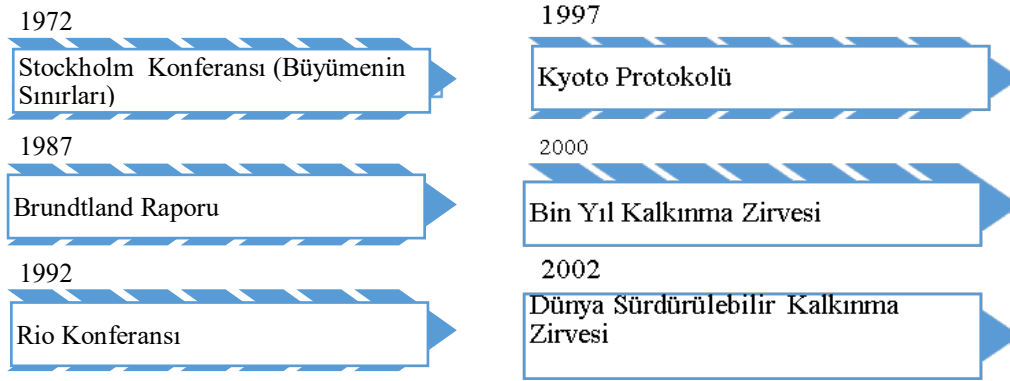 1972
Stockholm Konferansı (Büyümenin
Sınırları)
1987
Brundtland Raporu
1992
Rio Konferansı
1997
Kyoto Protokolü
2000
Bin Yıl Kalkınma Zirvesi
2002
Dünya Sürdürülebilir Kalkınma
Zirvesi